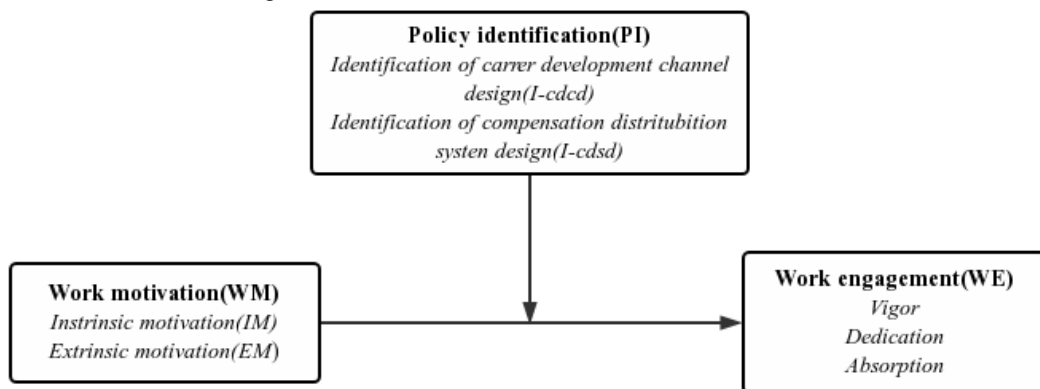 Policy identification(PI)
Identification of carrer development channel
design(I-cdcd)
Identification of compensation distritubition
systen design(I-cdsd)
Work motivation(WM)
Instrinsic motivation(IM)
Extrinsic motivation(EM)
Work engagement(WE)
Vigor
Dedication
Absorption